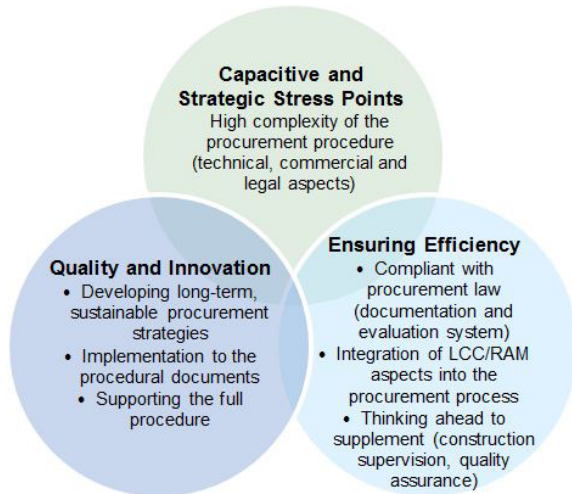 Capacitive and
Strategic Stress Points
High complexity of the
procurement procedure
(technical, commercial and
legal aspects)
Quality and Innovation
• Developing long-term,
sustainable procurement
strategies
• Implementation to the
procedural documents
• Supporting the full
procedure
Ensuring Efficiency
• Compliant with
procurement law
(documentation and
evaluation system)
• Integration of LCC/RAM
aspects into the
procurement process
• Thinking ahead to
supplement (construction
supervision, quality
assurance)